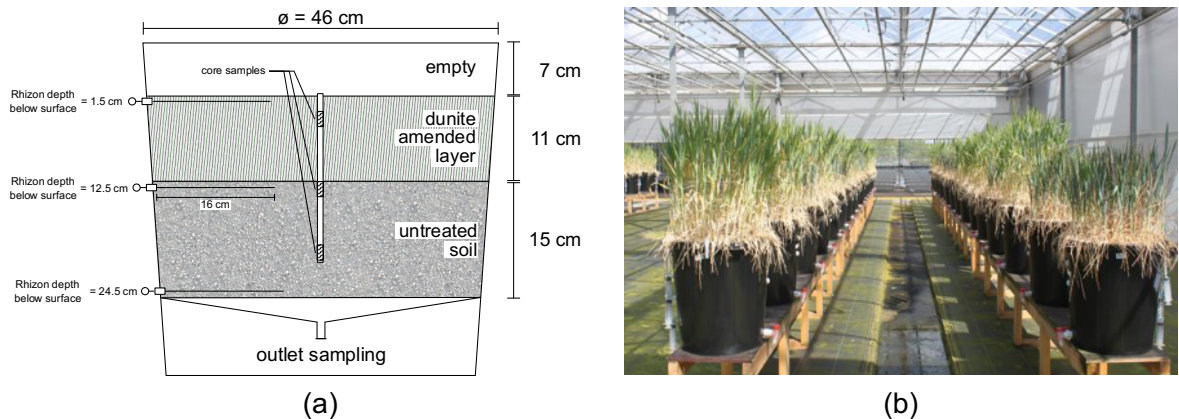 ø = 46 cm
empty
7 cm
core samples
Rhizon depth
below surface
= 1.5 cm
dunite
amended
layer
11 cm
Rhizon depth
below surface
= 12.5 cm
16 cm
untreated
soil
15 cm
Rhizon depth
below surface
= 24.5 cm
outlet sampling
(a)
(b)